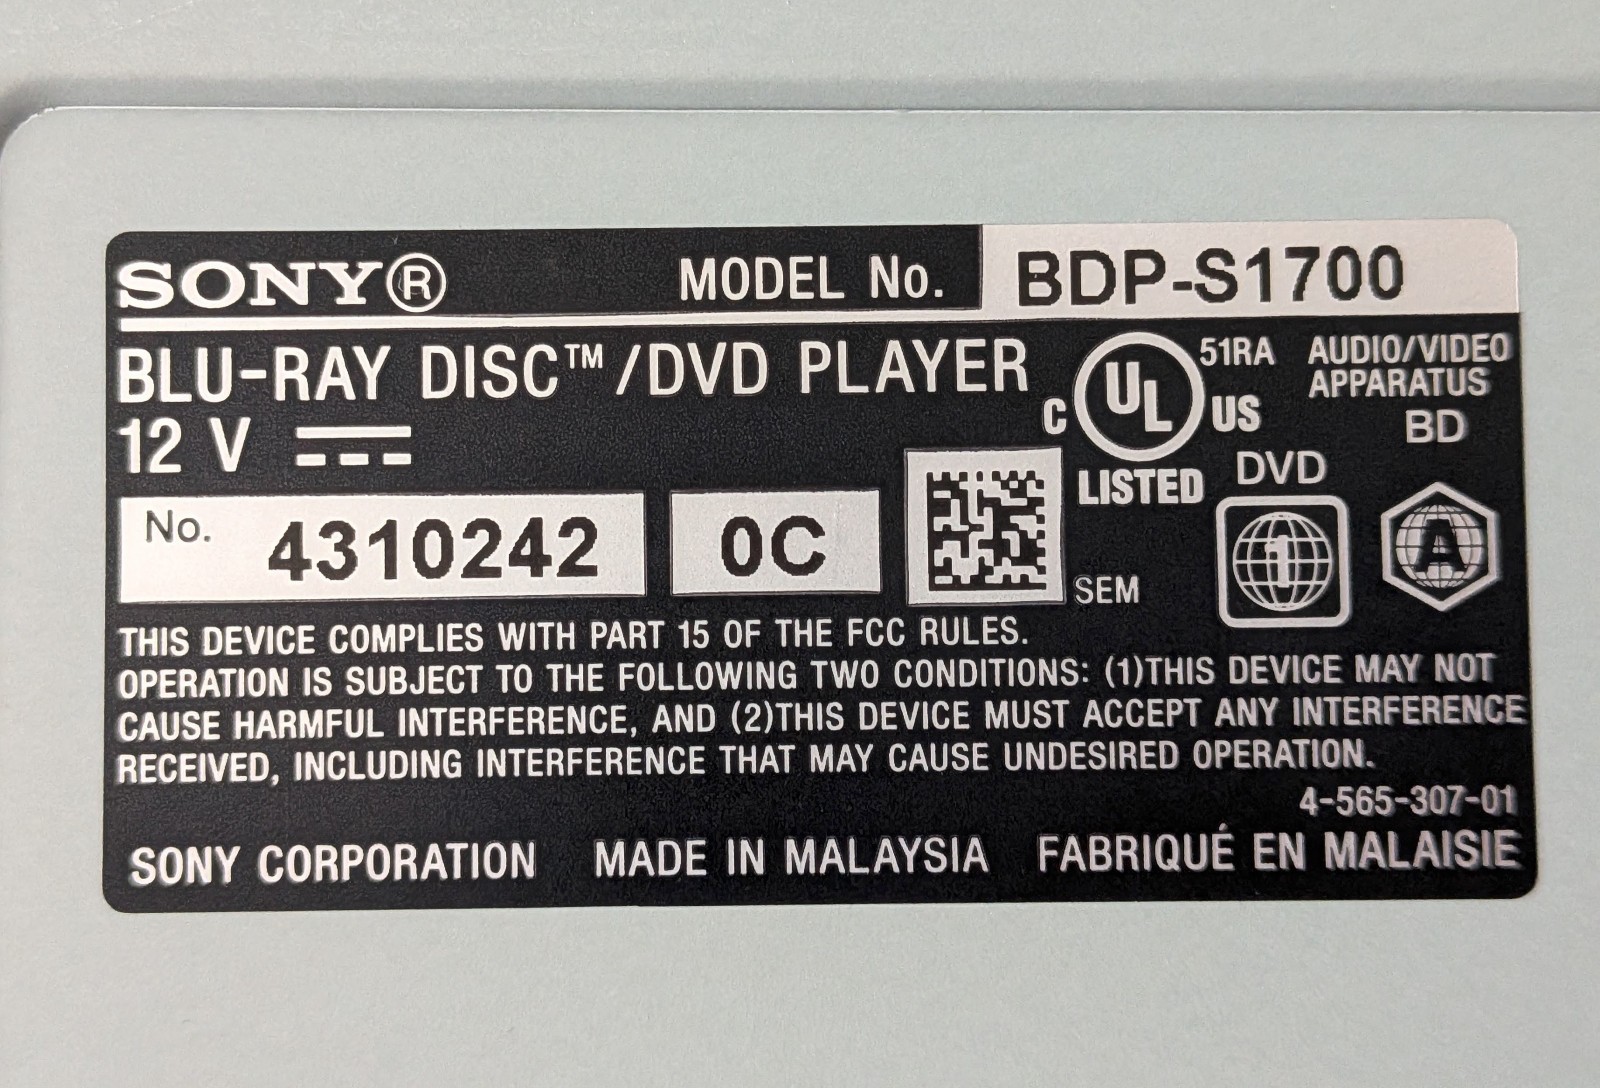 SONY®
MODEL No. BDP-S1700
BLU-RAY DISC™/DVD PLAYER
12 V
C UL US
LISTED
51RA
AUDIO/VIDEO
APPARATUS
DVD
1
BD
A
No. 4310242
0C
SEM
THIS DEVICE COMPLIES WITH PART 15 OF THE FCC RULES.
OPERATION IS SUBJECT TO THE FOLLOWING TWO CONDITIONS: (1)THIS DEVICE MAY NOT
CAUSE HARMFUL INTERFERENCE, AND (2)THIS DEVICE MUST ACCEPT ANY INTERFERENCE
RECEIVED, INCLUDING INTERFERENCE THAT MAY CAUSE UNDESIRED OPERATION.
4-565-307-01
SONY CORPORATION MADE IN MALAYSIA FABRIQUÉ EN MALAISIE